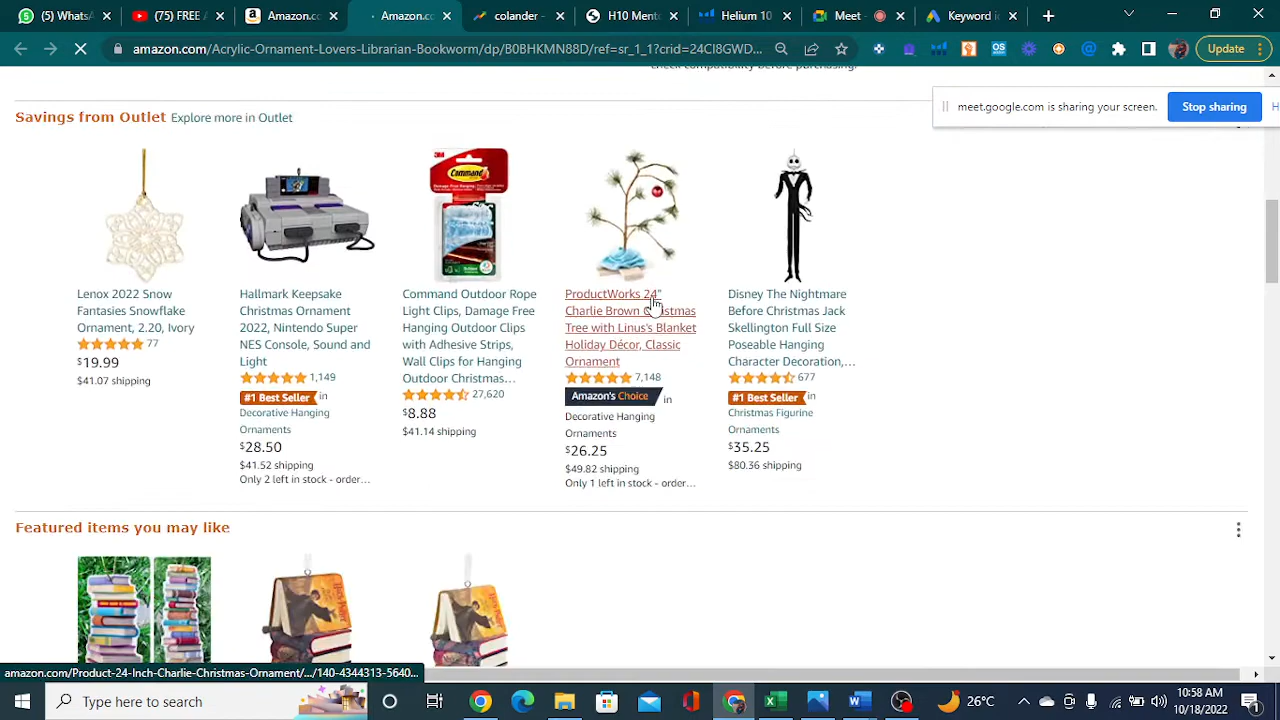 WhatsA
(75) FREE
Amazon.c
Amazon.c
calander -
10 Most
Helium 10
Meet -
Keyword i
amazon.com/Acrylic-Ornament-Lovers-Librarian-Bookworm/dp/B0BHKMN88D/ref=sr_1_1?crid=24CI8GWD...
OS
Update
check compatibility before purchasing.
Savings from Outlet Explore more in Outlet
meet.google.com is sharing your screen.
Stop sharing
H
3M
Command
Lenox 2022 Snow
Fantasies Snowflake
Ornament, 2.20, Ivory
77
$19.99
$41.07 shipping
Hallmark Keepsake
Christmas Ornament
2022, Nintendo Super
NES Console, Sound and
Light
1,149
#1 Best Seller in
Decorative Hanging
Ornaments
$28.50
$41.52 shipping
Only 2 left in stock - order...
Command Outdoor Rope
Light Clips, Damage Free
Hanging Outdoor Clips
with Adhesive Strips,
Wall Clips for Hanging
Outdoor Christmas...
27,620
$8.88
$41.14 shipping
ProductWorks 24"
Charlie Brown Christmas
Tree with Linus's Blanket
Holiday Décor, Classic
Ornament
7,148
Amazon's Choice in
Decorative Hanging
Ornaments
$26.25
$49.82 shipping
Only 1 left in stock - order...
Disney The Nightmare
Before Christmas Jack
Skellington Full Size
Poseable Hanging
Character Decoration,...
677
#1 Best Seller in
Christmas Figurine
Ornaments
$35.25
$80.36 shipping
Featured items you may like
amazon.com/Product-24-Inch-Charlie-Christmas-Ornament/.../140-4344313-5640...
Type here to search
26°C
10:58 AM
10/18/2022